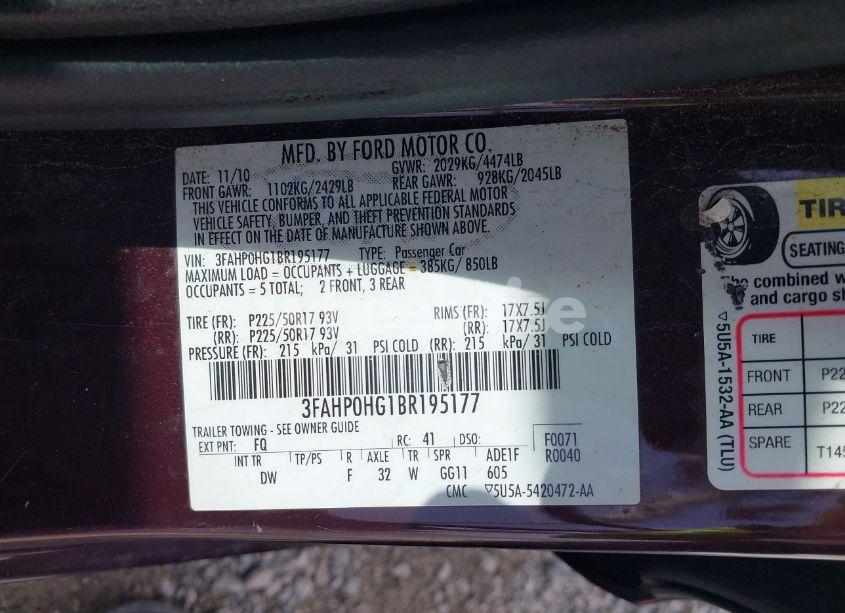 MFD. BY FORD MOTOR CO.
DATE: 11/10 GVWR: 2029KG/4474LB
FRONT GAWR: 1102KG/2429LB REAR GAWR: 928KG/2045LB
THIS VEHICLE CONFORMS TO ALL APPLICABLE FEDERAL MOTOR
VEHICLE SAFETY, BUMPER, AND THEFT PREVENTION STANDARDS
IN EFFECT ON THE DATE OF MANUFACTURE SHOWN ABOVE.
VIN: 3FAHP0HG1BR195177 TYPE: Passenger Car
MAXIMUM LOAD = OCCUPANTS + LUGGAGE = 385KG/ 850LB
OCCUPANTS = 5 TOTAL; 2 FRONT, 3 REAR
TIRE (FR): P225/50R17 93V RIMS (FR): 17X7.5J
(RR): P225/50R17 93V (RR): 17X7.5J
PRESSURE (FR): 215 kPa/ 31 PSI COLD (RR): 215 kPa/ 31 PSI COLD
3FAHP0HG1BR195177
TRAILER TOWING - SEE OWNER GUIDE
EXT PNT: FQ RC: 41 DSO: F0071
INT TR TP/PS R AXLE TR SPR ADE1F R0040
DW F 32 W GG11 605
CMC ▽5U5A-5420472-AA
TIR
SEATING
combined w
and cargo sh
TIRE
FRONT P22
REAR P22
SPARE T145
▽5U5A-1532-AA (TLU)